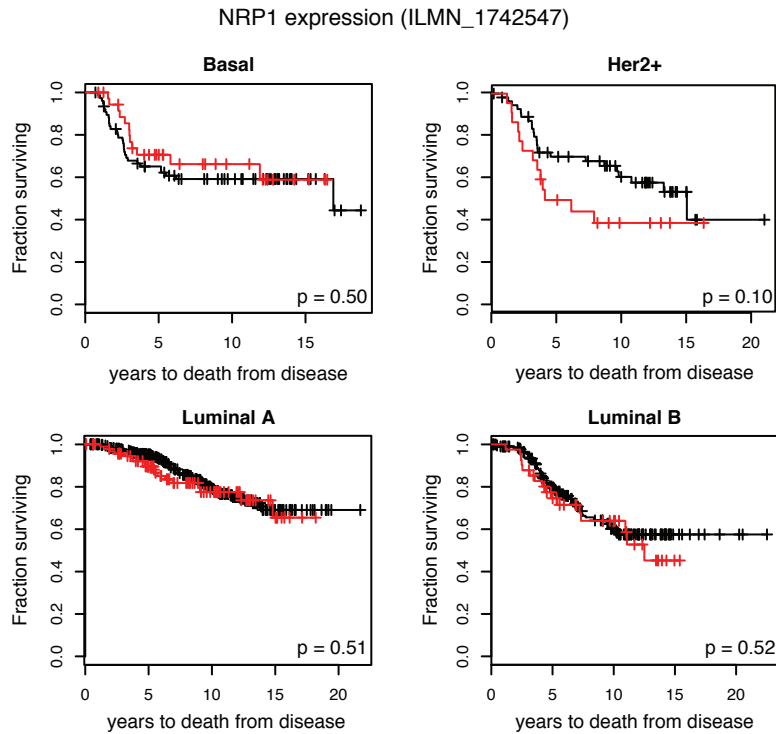 NRP1 expression (ILMN_1742547)
Basal
Fraction surviving
0.0 0.2 0.4 0.6 0.8 1.0
p = 0.50
0 5 10 15
years to death from disease
Her2+
Fraction surviving
0.0 0.2 0.4 0.6 0.8 1.0
p = 0.10
0 5 10 15 20
years to death from disease
Luminal A
Fraction surviving
0.0 0.2 0.4 0.6 0.8 1.0
p = 0.51
0 5 10 15 20
years to death from disease
Luminal B
Fraction surviving
0.0 0.2 0.4 0.6 0.8 1.0
p = 0.52
0 5 10 15 20
years to death from disease